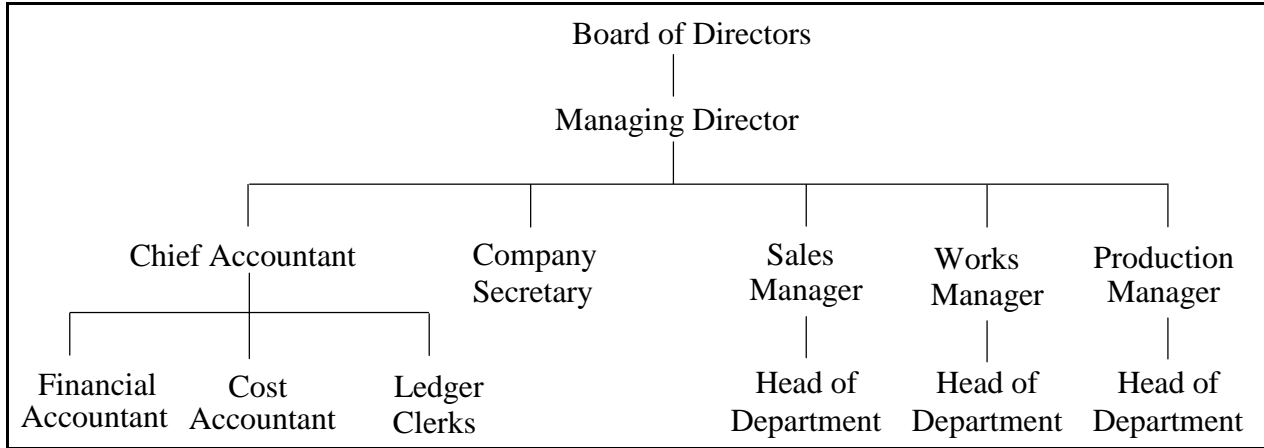 Board of Directors
Managing Director
Chief Accountant
Company
Secretary
Sales
Manager
Works
Manager
Production
Manager
Financial
Accountant
Cost
Accountant
Ledger
Clerks
Head of
Department
Head of
Department
Head of
Department